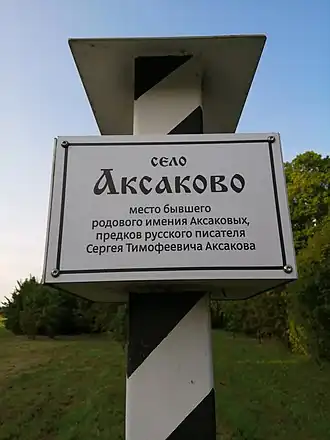 село
Аксаково
место бывшего
родового имения Аксаковых,
предков русского писателя
Сергея Тимофеевича Аксакова